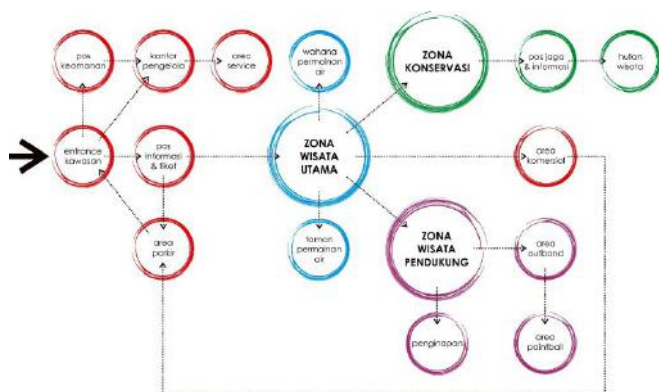 pos
keamanan
kantor
pengelola
area
service
wahana
permainan
air
ZONA
KONSERVASI
pos jaga
& informasi
hutan
wisata
entrance
kawasan
pos
informasi
& tiket
ZONA
WISATA
UTAMA
area
komersial
area
parkir
taman
permainan
air
ZONA
WISATA
PENDUKUNG
area
outbond
penginapan
area
paintball